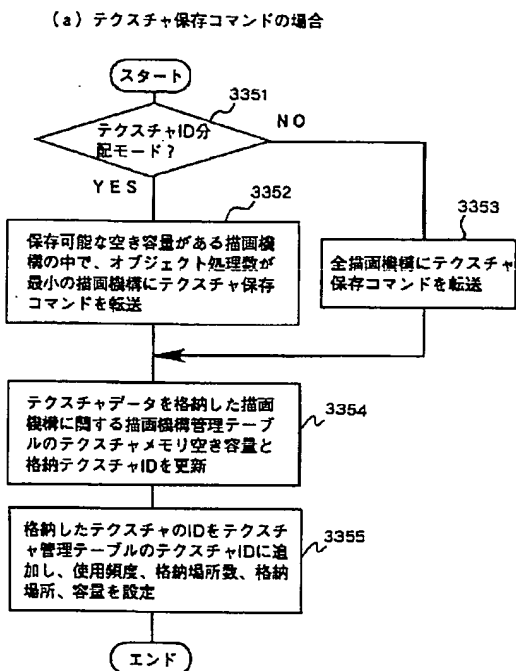 (a) テクスチャ保存コマンドの場合
スタート
3351
テクスチャID分
配モード?
NO
YES
3352
保存可能な空き容量がある描画機
構の中で、オブジェクト処理数が
最小の描画機構にテクスチャ保存
コマンドを転送
3353
全描画機構にテクスチャ
保存コマンドを転送
テクスチャデータを格納した描画
機構に関する描画機構管理テーブ
ルのテクスチャメモリ空き容量と
格納テクスチャIDを更新
3354
格納したテクスチャのIDをテクスチ
ャ管理テーブルのテクスチャIDに追
加し、使用頻度、格納場所数、格納
場所、容量を設定
3355
エンド